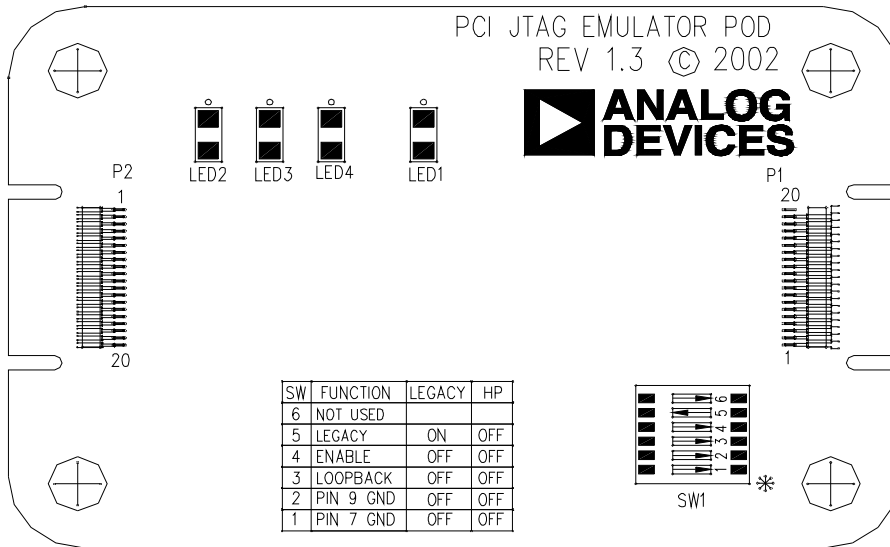 PCI JTAG EMULATOR POD
REV 1.3 © 2002
ANALOG
DEVICES
LED2 LED3 LED4 LED1
P2
1
20
P1
20
1
SW FUNCTION LEGACY HP
6 NOT USED
5 LEGACY ON OFF
4 ENABLE OFF OFF
3 LOOPBACK OFF OFF
2 PIN 9 GND OFF OFF
1 PIN 7 GND OFF OFF
1 2 3 4 5 6
SW1